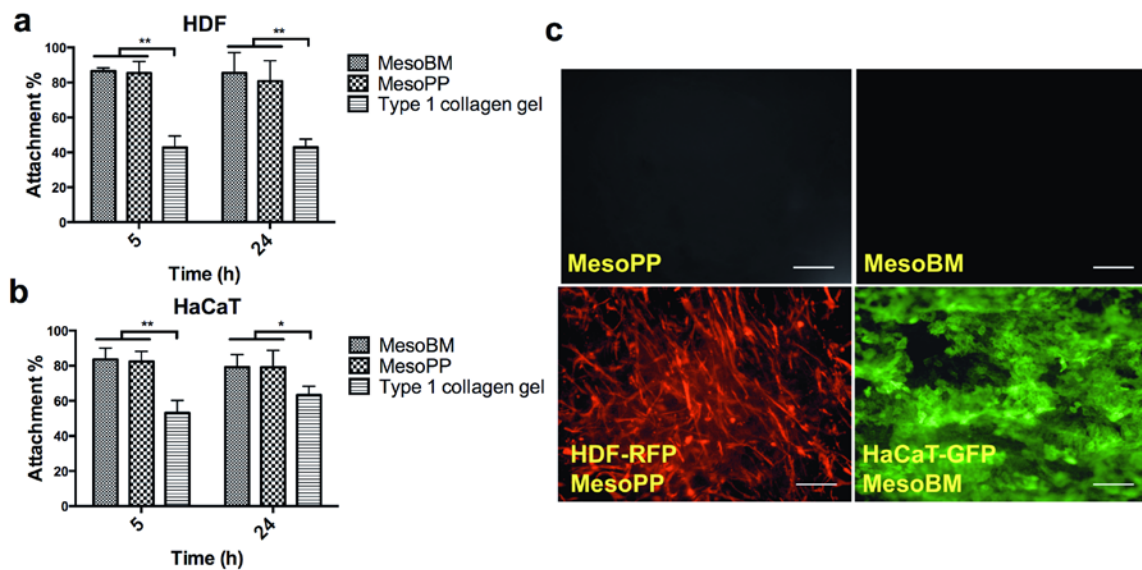 a
HDF
**
**
100
80
60
40
20
0
Attachment %
5
24
Time (h)
MesoBM
MesoPP
Type 1 collagen gel
b
HaCaT
**
*
100
80
60
40
20
0
Attachment %
5
24
Time (h)
MesoBM
MesoPP
Type 1 collagen gel
c
MesoPP
MesoBM
HDF-RFP
MesoPP
HaCaT-GFP
MesoBM